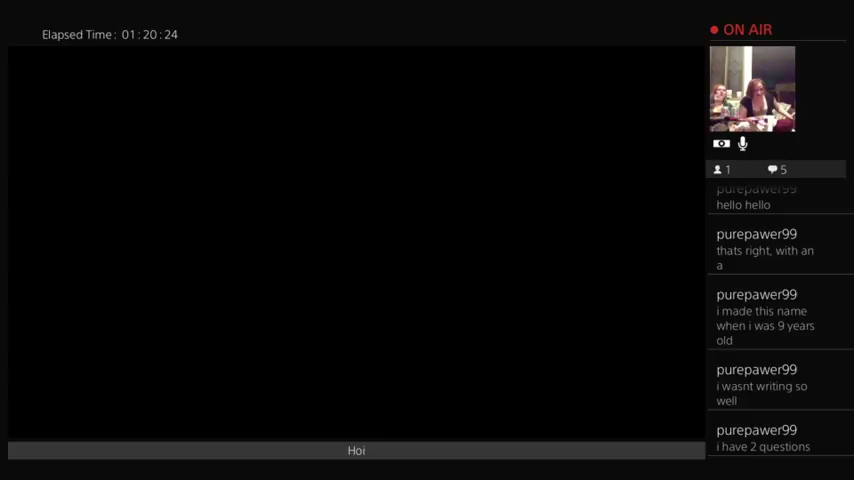 Elapsed Time: 01:20:24
ON AIR
1 5
purepawer99
hello hello
purepawer99
thats right, with an
a
purepawer99
i made this name
when i was 9 years
old
purepawer99
i wasnt writing so
well
purepawer99
i have 2 questions
Hoi